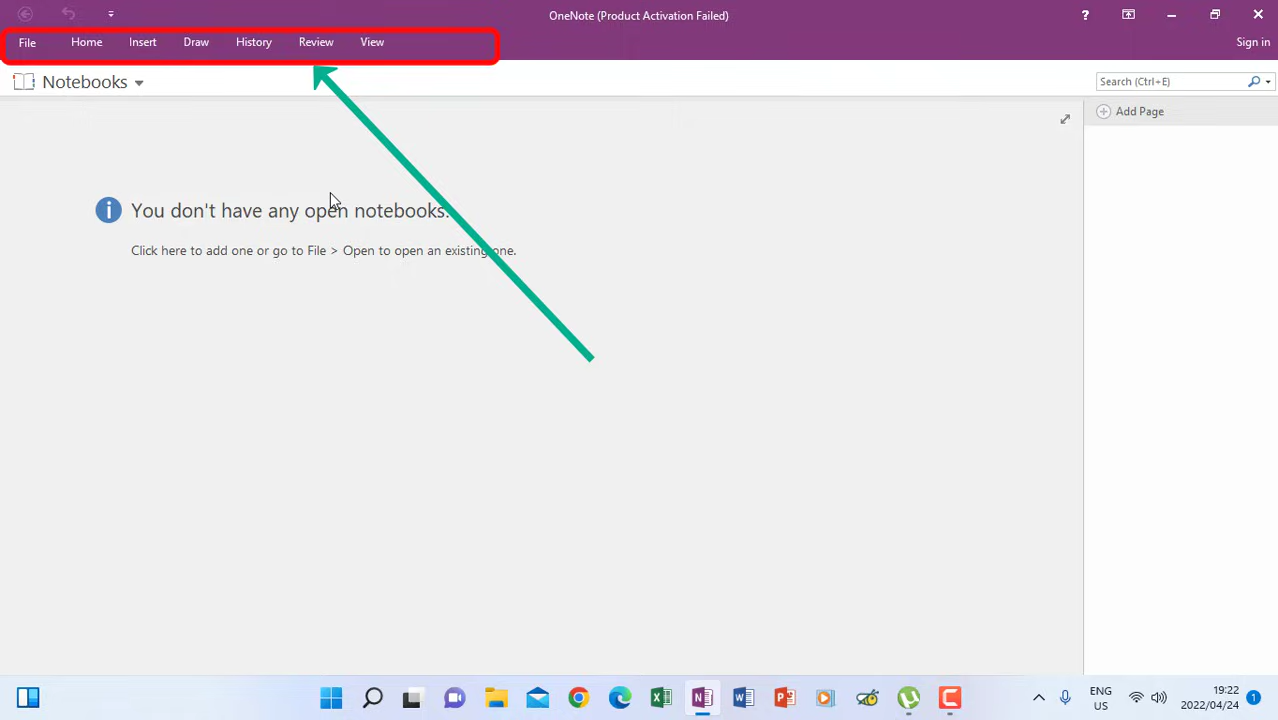 OneNote (Product Activation Failed)
?
File Home Insert Draw History Review View
Sign in
Notebooks
Search (Ctrl+E)
Add Page
You don't have any open notebooks.
Click here to add one or go to File > Open to open an existing one.
ENG
US
19:22
2022/04/24
1